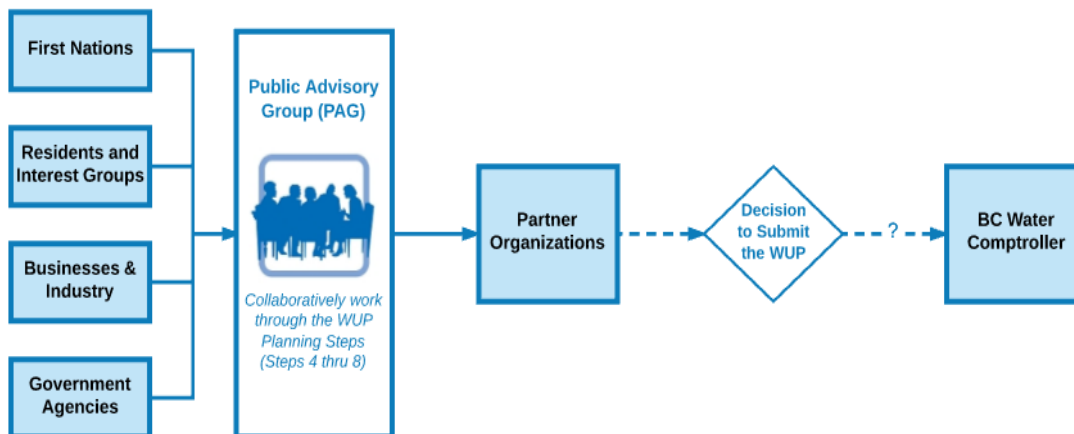 First Nations
Residents and
Interest Groups
Businesses &
Industry
Government
Agencies
Public Advisory
Group (PAG)
Collaboratively work
through the WUP
Planning Steps
(Steps 4 thru 8)
Partner
Organizations
Decision
to Submit
the WUP
?
BC Water
Comptroller